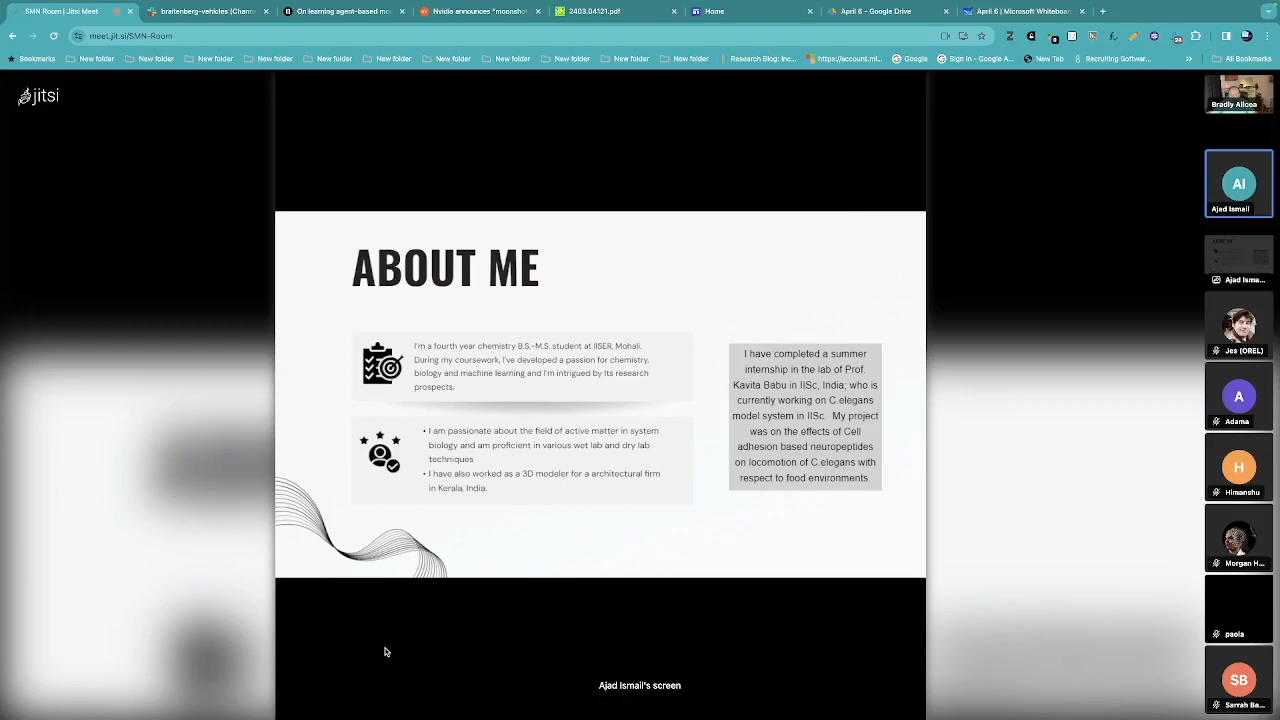 SMN Room | Jitsi Meet
braitenberg-vehicles (Chann
On learning agent-based mo
Nvidia announces "moonshot
2403.04121.pdf
Home
April 6 – Google Drive
April 6 | Microsoft Whiteboar
meet.jit.si/SMN-Room
24
Bookmarks
New folder
New folder
New folder
New folder
New folder
New folder
New folder
New folder
New folder
New folder
New folder
Research Blog: Inc...
https://account.ml...
Google
Sign in - Google A...
New Tab
Recruiting Softwar...
»
All Bookmarks
jitsi
ABOUT ME
I'm a fourth year chemistry B.S.-M.S. student at IISER, Mohali.
During my coursework, I've developed a passion for chemistry,
biology and machine learning and I'm intrigued by Its research
prospects.
• I am passionate about the field of active matter in system
biology and am proficient in various wet lab and dry lab
techniques
• I have also worked as a 3D modeler for a architectural firm
in Kerala, India.
I have completed a summer
internship in the lab of Prof.
Kavita Babu in IISc, India; who is
currently working on C.elegans
model system in IISc. My project
was on the effects of Cell
adhesion based neuropeptides
on locomotion of C.elegans with
respect to food environments.
Ajad Ismail's screen
Bradly Alicea
AI
Ajad Ismail
Ajad Isma...
Jes (OREL)
A
Adama
H
Himanshu
Morgan H...
paola
SB
Sarrah Ba...